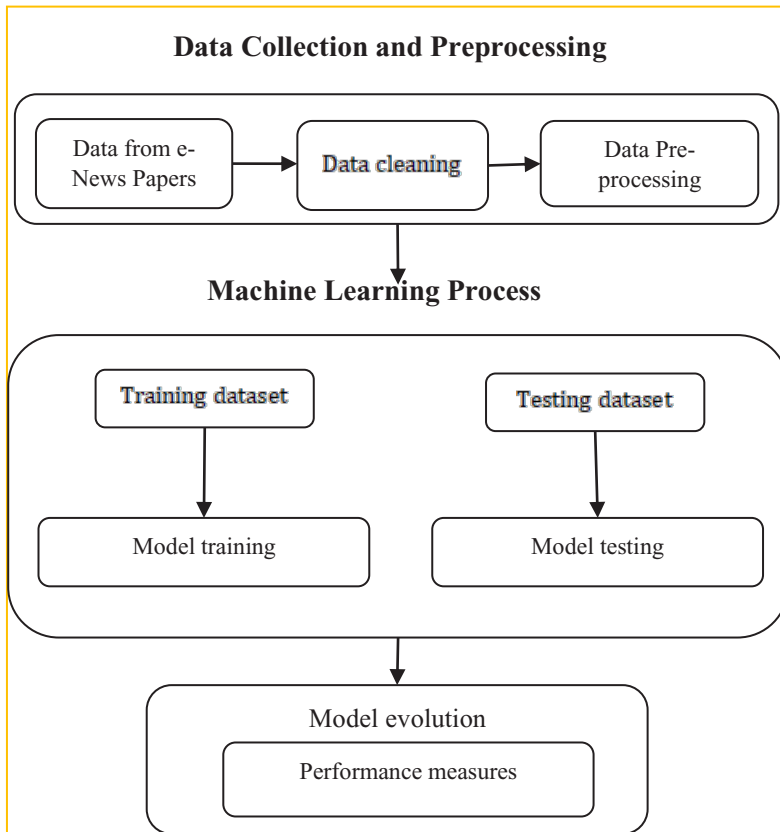 Data Collection and Preprocessing
Data from e-
News Papers
Data cleaning
Data Pre-
processing
Machine Learning Process
Training dataset
Testing dataset
Model training
Model testing
Model evolution
Performance measures